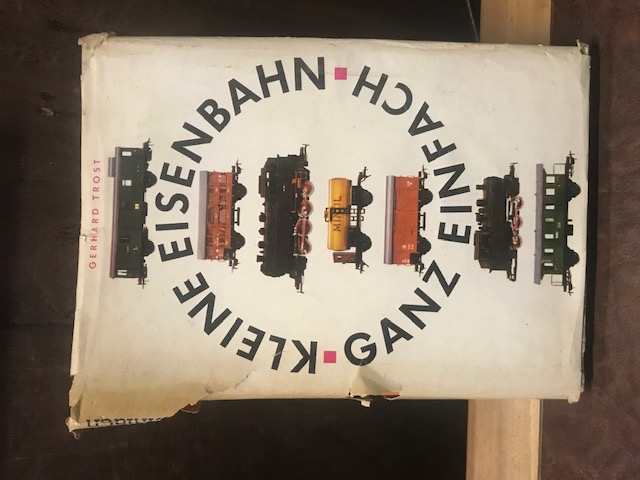 GERHARD TROST
KLEINE EISENBAHN
GANZ EINFACH
MINOL